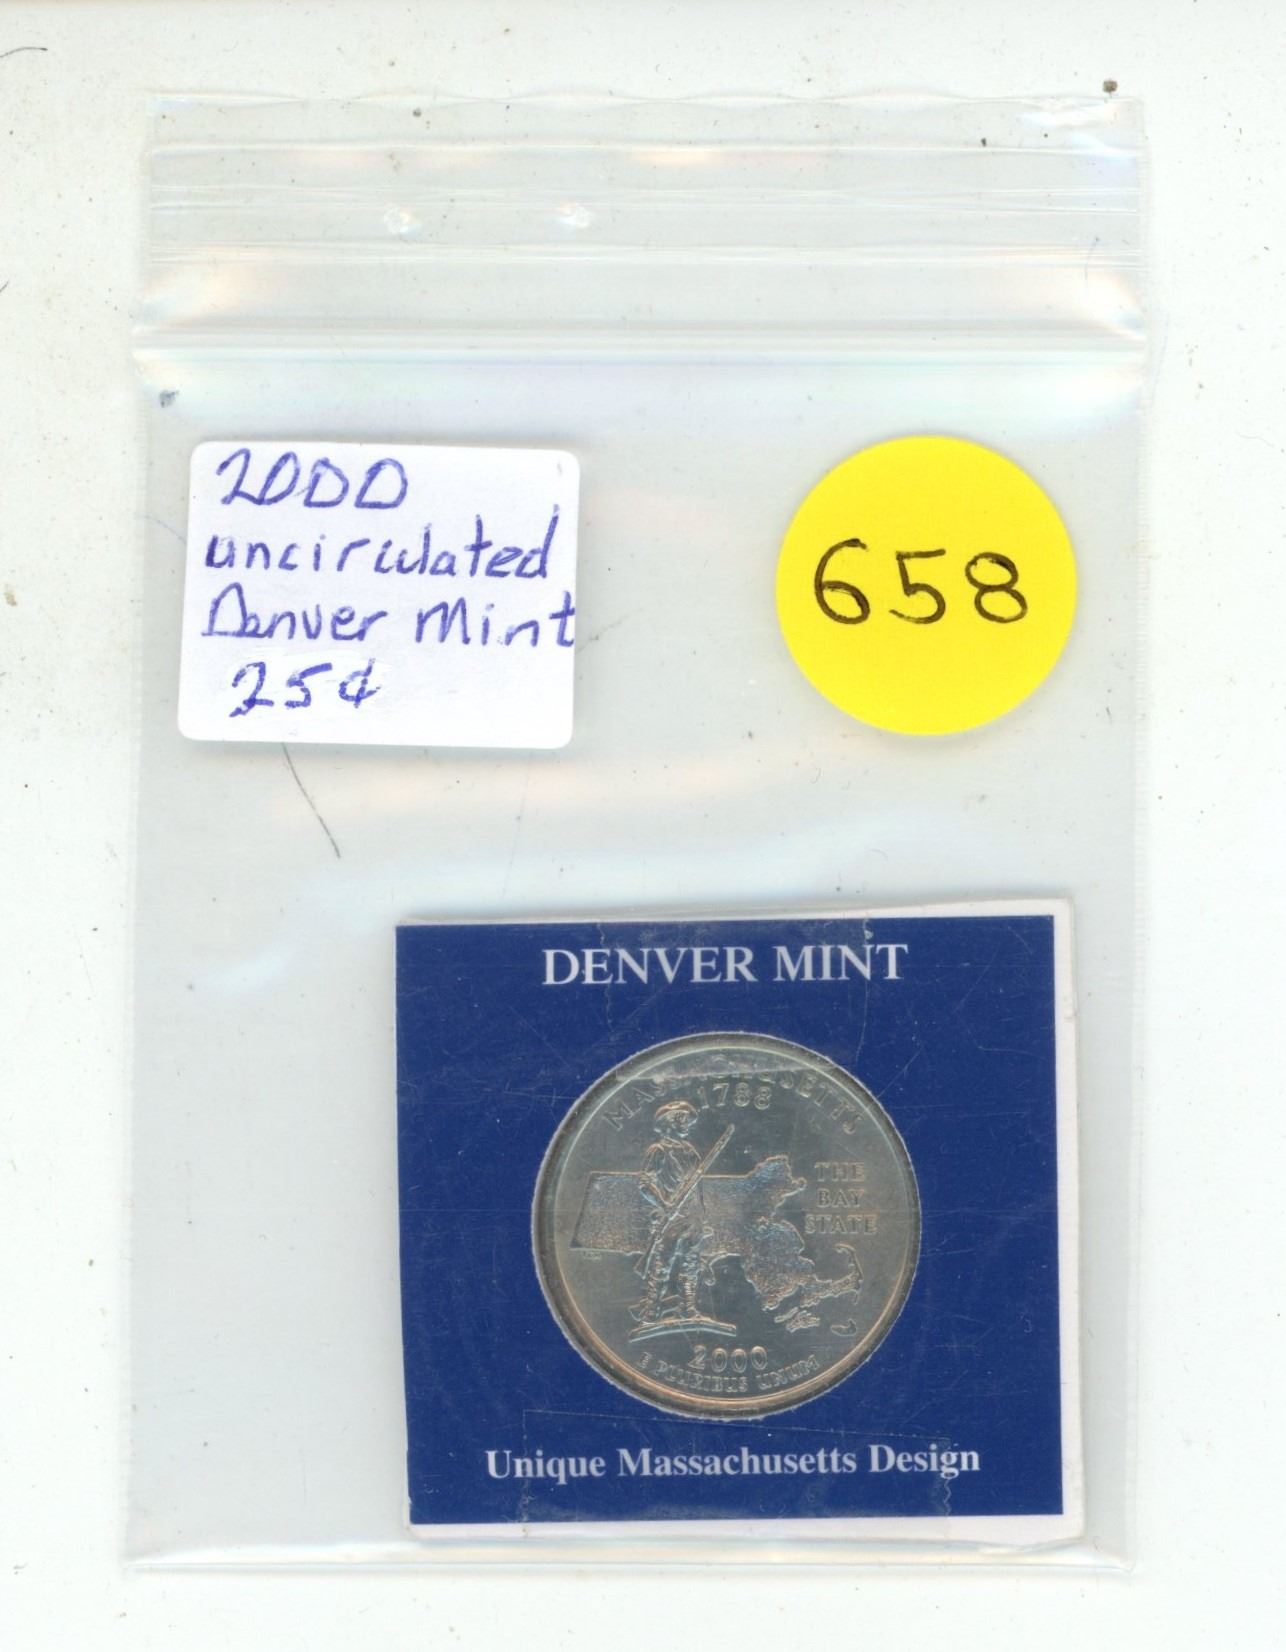 2000
uncirculated
Denver Mint
25¢
658
DENVER MINT
MASSACHUSETTS
1788
THE
BAY
STATE
2000
E PLURIBUS UNUM
Unique Massachusetts Design